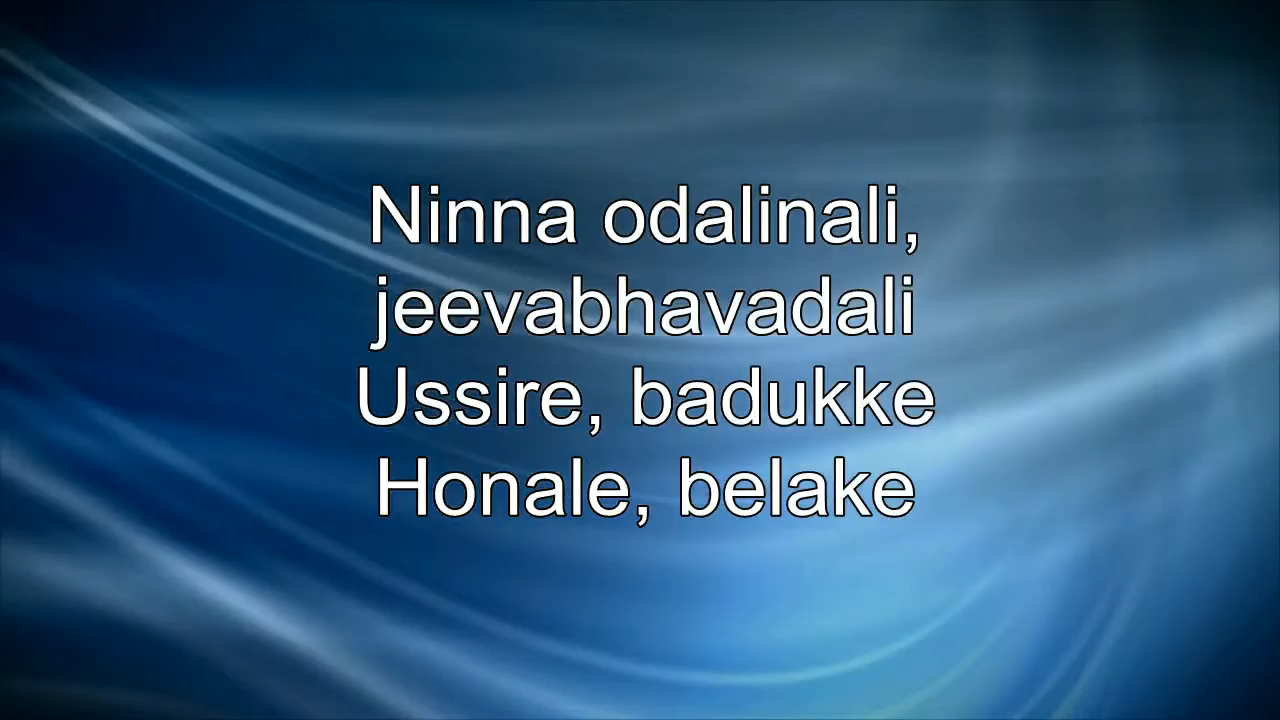 Ninna odalinali,
jeevabhavadali
Ussire, badukke
Honale, belake